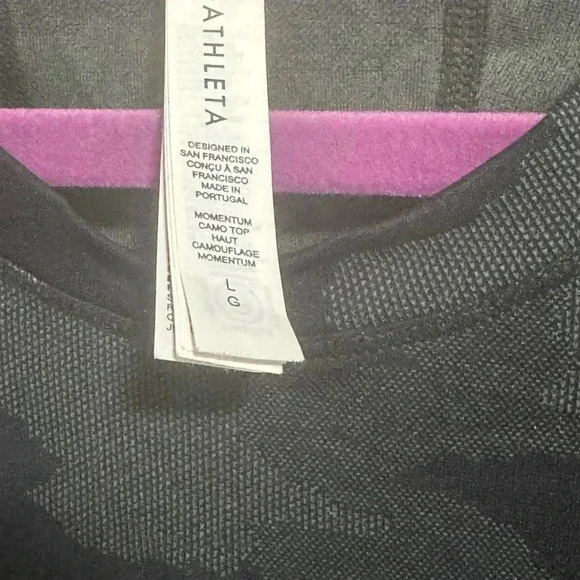 ATHLETA
DESIGNED IN
SAN FRANCISCO
CONÇU À SAN
FRANCISCO
MADE IN
PORTUGAL
MOMENTUM
CAMO TOP
HAUT
CAMOUFLAGE
MOMENTUM
L
G